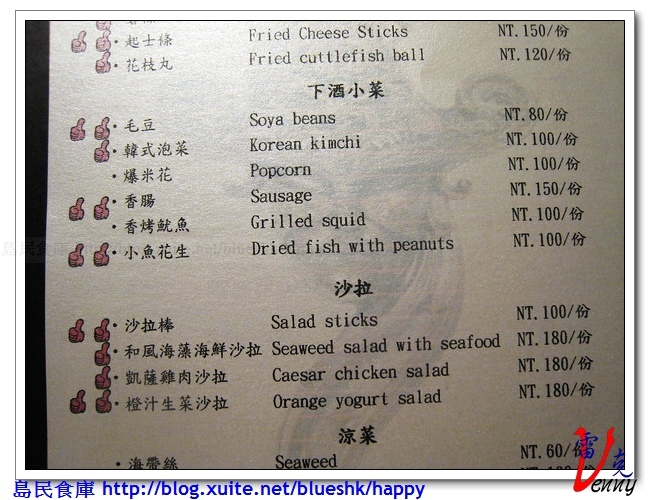 起士條 Fried Cheese Sticks NT.150/份
花枝丸 Fried cuttlefish ball NT.120/份
下酒小菜
毛豆 Soya beans NT.80/份
韓式泡菜 Korean kimchi NT.100/份
爆米花 Popcorn NT.100/份
香腸 Sausage NT.150/份
香烤魷魚 Grilled squid NT.100/份
小魚花生 Dried fish with peanuts NT.100/份
沙拉
沙拉棒 Salad sticks NT.100/份
和風海藻海鮮沙拉 Seaweed salad with seafood NT.180/份
凱薩雞肉沙拉 Caesar chicken salad NT.180/份
橙汁生菜沙拉 Orange yogurt salad NT.180/份
涼菜
海帶絲 Seaweed NT.60/份
雷克
Venny
島民食庫 http://blog.xuite.net/blueshk/happy